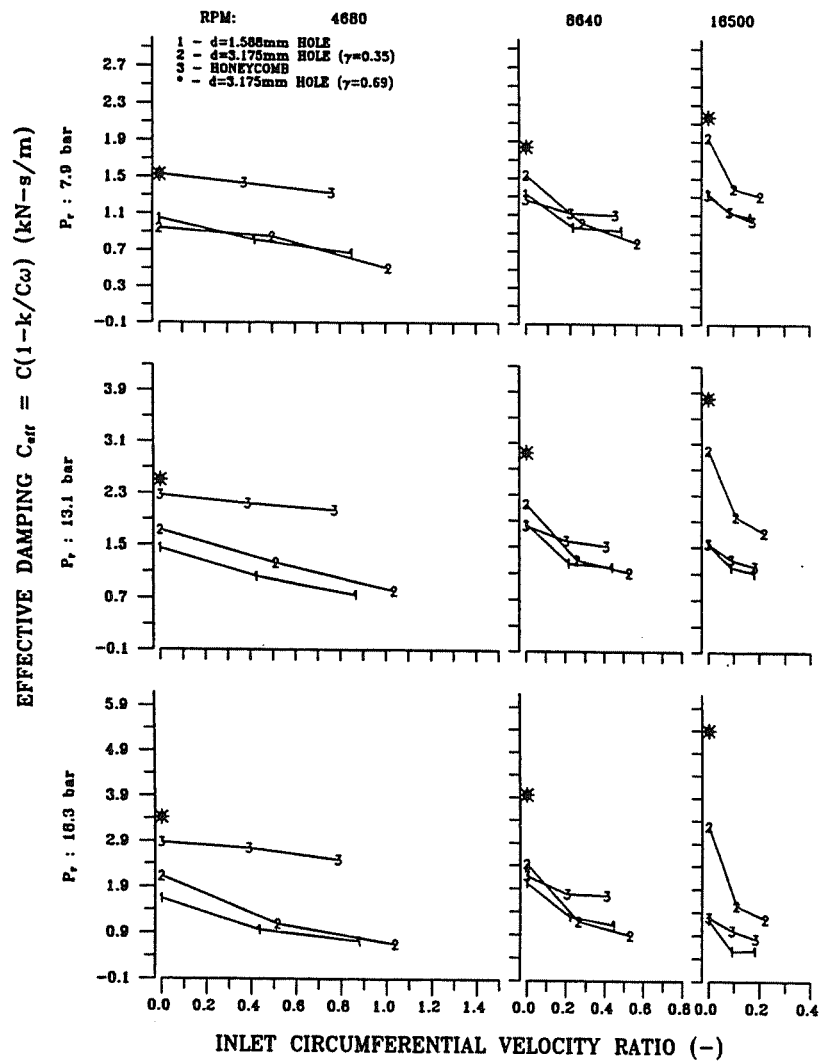 RPM: 4680 8640 16500
1 - d=1.588mm HOLE
2 - d=3.175mm HOLE (γ=0.35)
3 - HONEYCOMB
* - d=3.175mm HOLE (γ=0.69)
EFFECTIVE DAMPING C_eff = C(1-k/Cω) (kN-s/m)
P_r : 7.9 bar
2.7
2.3
1.9
1.5
1.1
0.7
0.3
-0.1
P_r : 13.1 bar
3.9
3.1
2.3
1.5
0.7
-0.1
P_r : 18.3 bar
5.9
4.9
3.9
2.9
1.9
0.9
-0.1
0.0 0.2 0.4 0.6 0.8 1.0 1.2 1.4 0.0 0.2 0.4 0.6 0.8 0.0 0.2 0.4
INLET CIRCUMFERENTIAL VELOCITY RATIO (-)